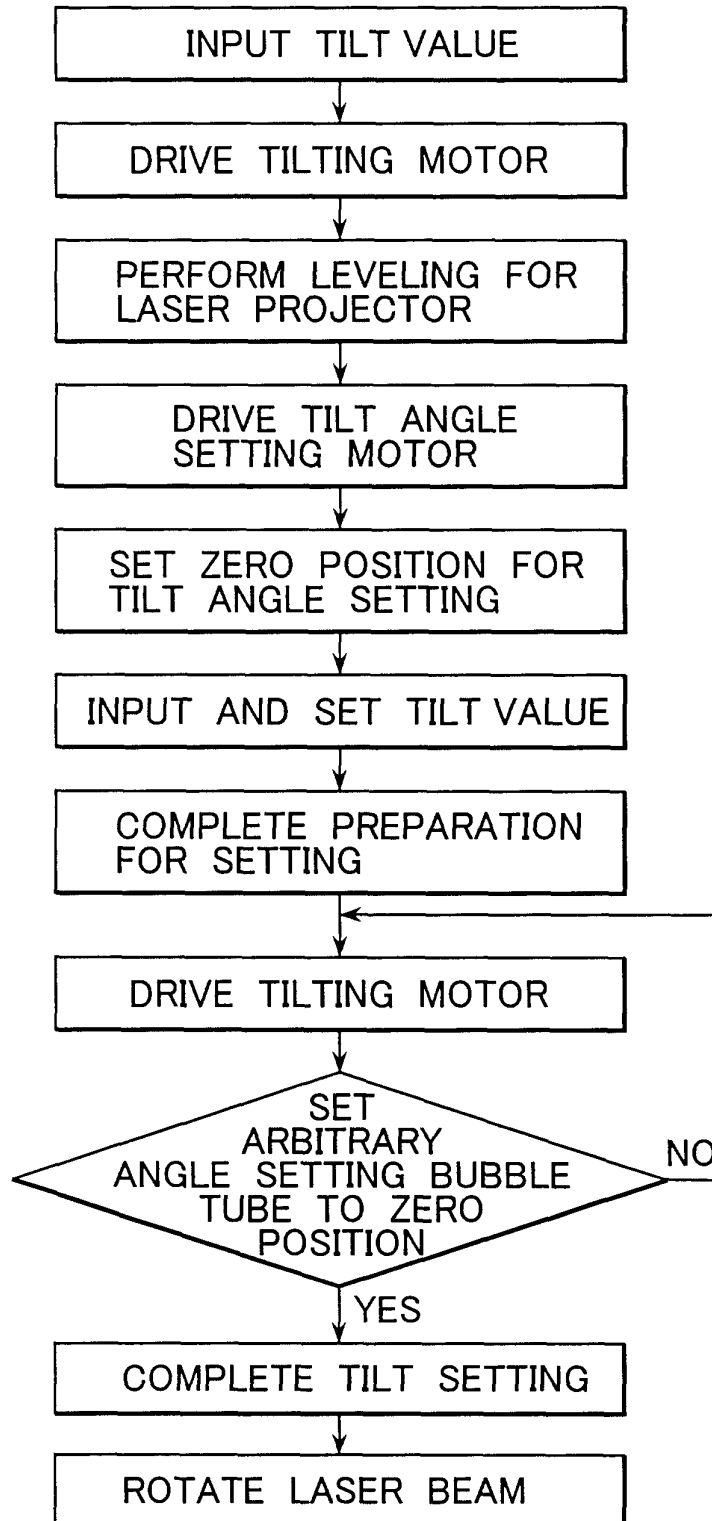 INPUT TILT VALUE
DRIVE TILTING MOTOR
PERFORM LEVELING FOR
LASER PROJECTOR
DRIVE TILT ANGLE
SETTING MOTOR
SET ZERO POSITION FOR
TILT ANGLE SETTING
INPUT AND SET TILT VALUE
COMPLETE PREPARATION
FOR SETTING
DRIVE TILTING MOTOR
SET
ARBITRARY
ANGLE SETTING BUBBLE
TUBE TO ZERO
POSITION
NO
YES
COMPLETE TILT SETTING
ROTATE LASER BEAM